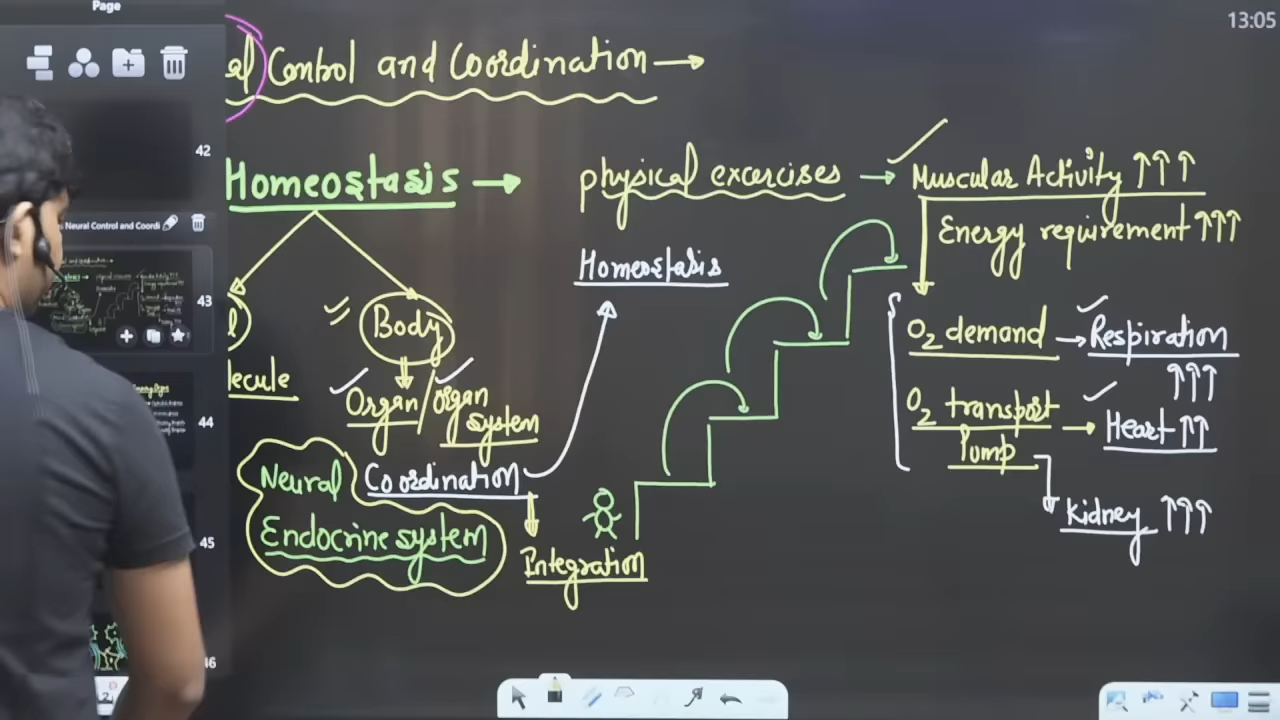 Page
13:05
Control and Coordination →
42
Homeostasis → physical excercises → Muscular Activity ↑↑↑
Energy requirement ↑↑↑
Neural Control and Coordi
Homeostasis
43
Body
O2 demand → Respiration ↑↑↑
lecule
Organ/organ system
O2 transport → Heart ↑↑
Pump
44
Neural Coordination
Endocrine system
Kidney ↑↑↑
45
Integration
46